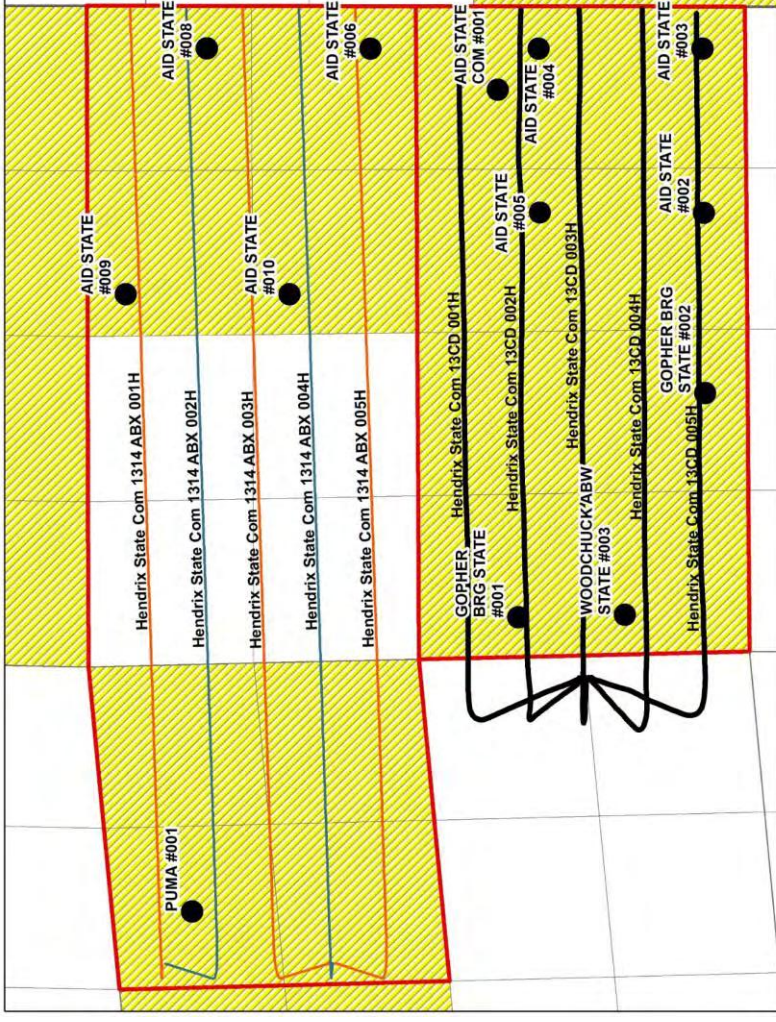 AID STATE
#008
AID STATE
#006
AID STATE
COM #001
AID STATE
#004
AID STATE
#003
AID STATE
#009
AID STATE
#010
AID STATE
#005
AID STATE
#002
Hendrix State Com 1314 ABX 001H
Hendrix State Com 1314 ABX 002H
Hendrix State Com 1314 ABX 003H
Hendrix State Com 1314 ABX 004H
Hendrix State Com 1314 ABX 005H
Hendrix State Com 13CD 001H
Hendrix State Com 13CD 002H
Hendrix State Com 13CD 003H
Hendrix State Com 13CD 004H
Hendrix State Com 13CD 005H
GOPHER BRG
STATE #002
GOPHER
BRG STATE
#001
WOODCHUCK ABW
STATE #003
PUMA #001